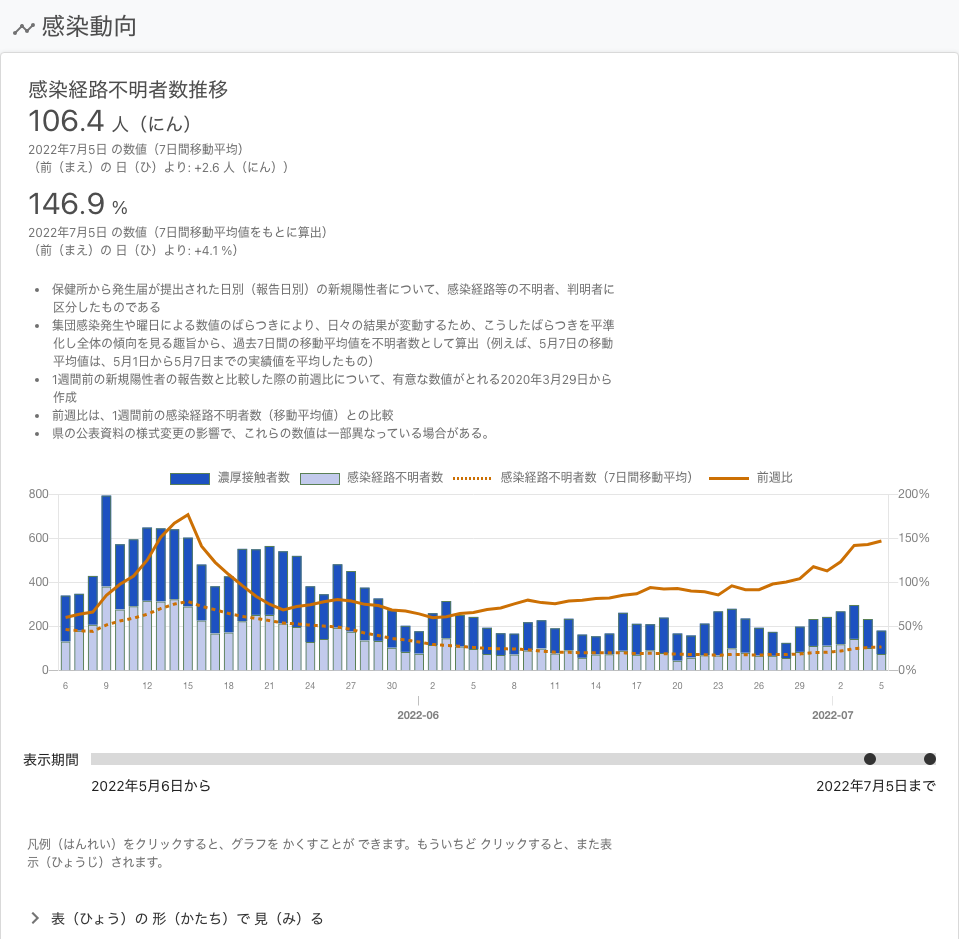 感染動向
感染経路不明者数推移
106.4 人（にん）
2022年7月5日 の数値（7日間移動平均）
（前（まえ）の 日（ひ）より: +2.6 人（にん））
146.9 %
2022年7月5日 の数値（7日間移動平均値をもとに算出）
（前（まえ）の 日（ひ）より: +4.1 %）
• 保健所から発生届が提出された日別（報告日別）の新規陽性者について、感染経路等の不明者、判明者に
区分したものである
• 集団感染発生や曜日による数値のばらつきにより、日々の結果が変動するため、こうしたばらつきを平準
化し全体の傾向を見る趣旨から、過去7日間の移動平均値を不明者数として算出（例えば、5月7日の移動
平均値は、5月1日から5月7日までの実績値を平均したもの）
• 1週間前の新規陽性者の報告数と比較した際の前週比について、有意な数値がとれる2020年3月29日から
作成
• 前週比は、1週間前の感染経路不明者数（移動平均値）との比較
• 県の公表資料の様式変更の影響で、これらの数値は一部異なっている場合がある。
濃厚接触者数 感染経路不明者数 感染経路不明者数（7日間移動平均） 前週比
800 200%
600 150%
400 100%
200 50%
0 0%
6 9 12 15 18 21 24 27 30 2 5 8 11 14 17 20 23 26 29 2 5
2022-06 2022-07
表示期間
2022年5月6日から 2022年7月5日まで
凡例（はんれい）をクリックすると、グラフを かくすことが できます。もういちど クリックすると、また表
示（ひょうじ）されます。
表（ひょう）の 形（かたち）で 見（み）る